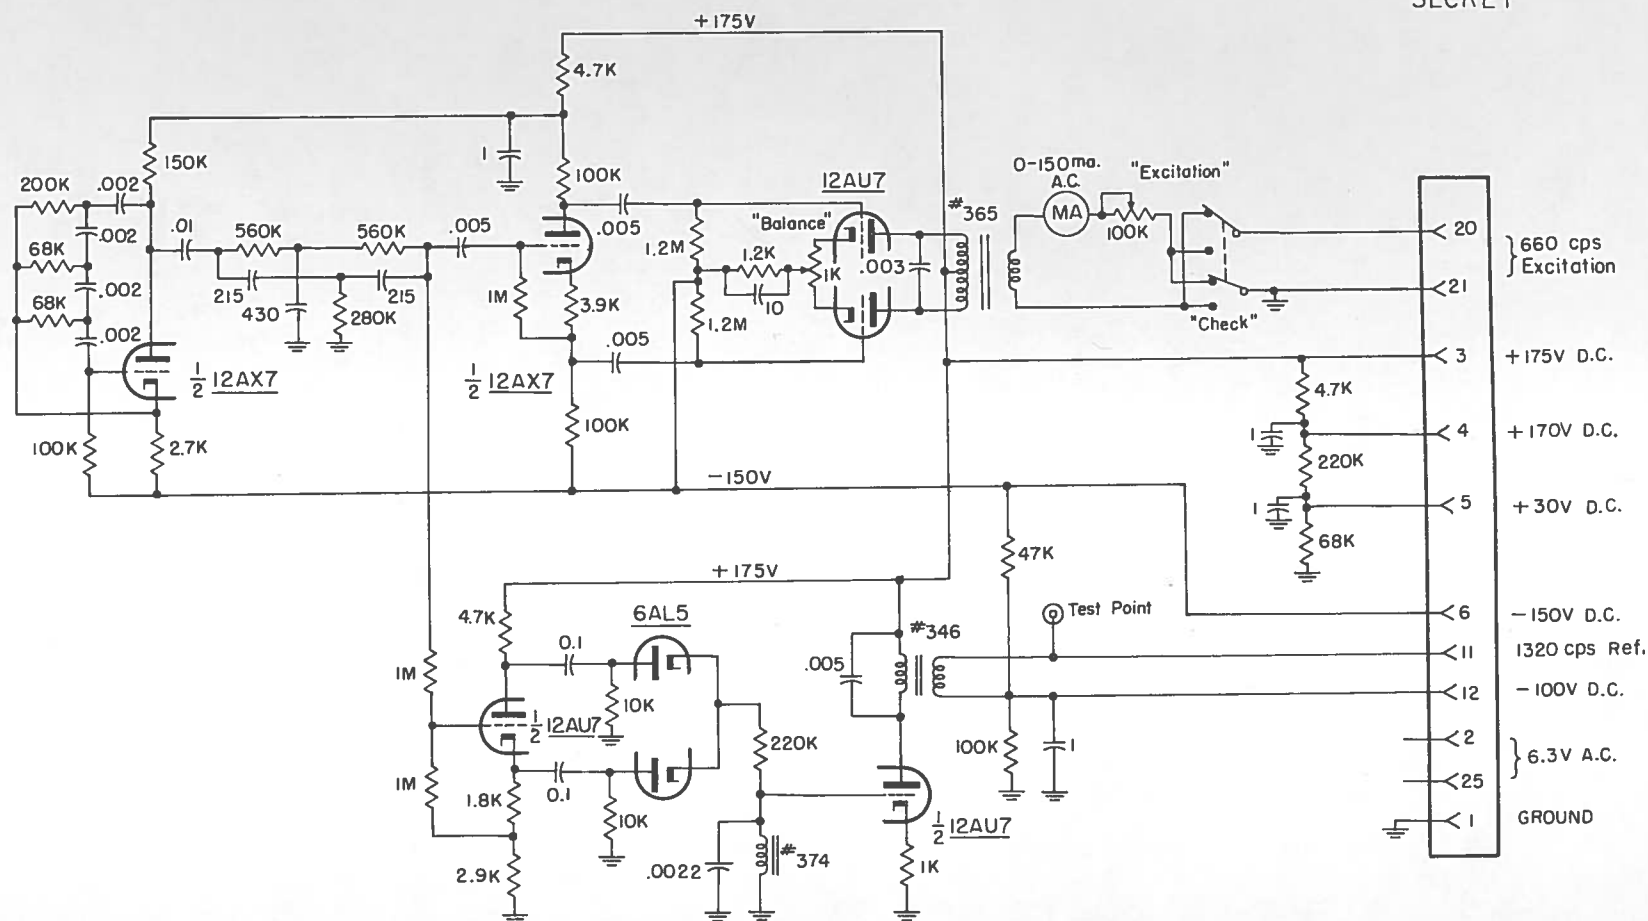 SECRET
+175V
4.7K
150K
1
100K
200K
.002
.002
68K
.002
68K
.002
.01
560K
560K
.005
215
215
430
280K
1M
3.9K
.005
.005
1.2M
1.2M
"Balance"
1.2K
10
1K
12AU7
.003
#365
0-150ma.
A.C.
MA
"Excitation"
100K
"Check"
1/2 12AX7
1/2 12AX7
100K
2.7K
100K
-150V
20
21
660 cps
Excitation
3
+175V D.C.
4.7K
1
4
+170V D.C.
220K
1
5
+30V D.C.
68K
47K
+175V
6
-150V D.C.
Test Point
11
1320 cps Ref.
12
-100V D.C.
4.7K
0.1
6AL5
#346
.005
1M
10K
1/2 12AU7
220K
100K
1
2
25
6.3V A.C.
1M
1.8K
0.1
10K
1/2 12AU7
1
GROUND
2.9K
.0022
#374
1K